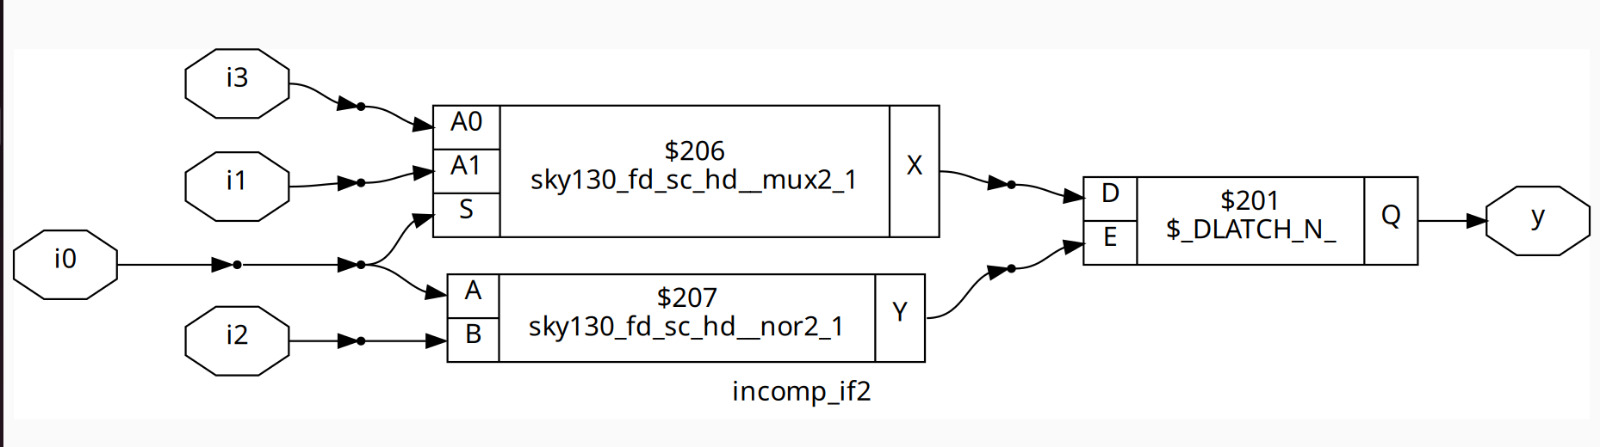 i3
i1
i0
i2
A0
A1
S
$206
sky130_fd_sc_hd__mux2_1
X
A
B
$207
sky130_fd_sc_hd__nor2_1
Y
D
E
$201
$_DLATCH_N_
Q
y
incomp_if2